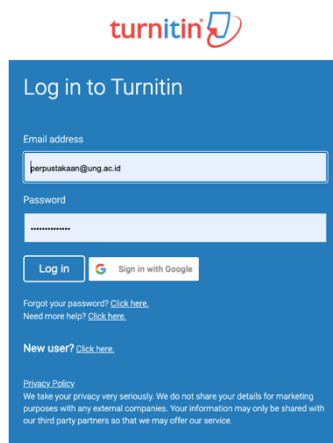 turnitin
Log in to Turnitin
Email address
perpustakaan@ung.ac.id
Password
••••••••••••••
Log in
G Sign in with Google
Forgot your password? Click here.
Need more help? Click here.
New user? Click here.
Privacy Policy
We take your privacy very seriously. We do not share your details for marketing
purposes with any external companies. Your information may only be shared with
our third party partners so that we may offer our service.